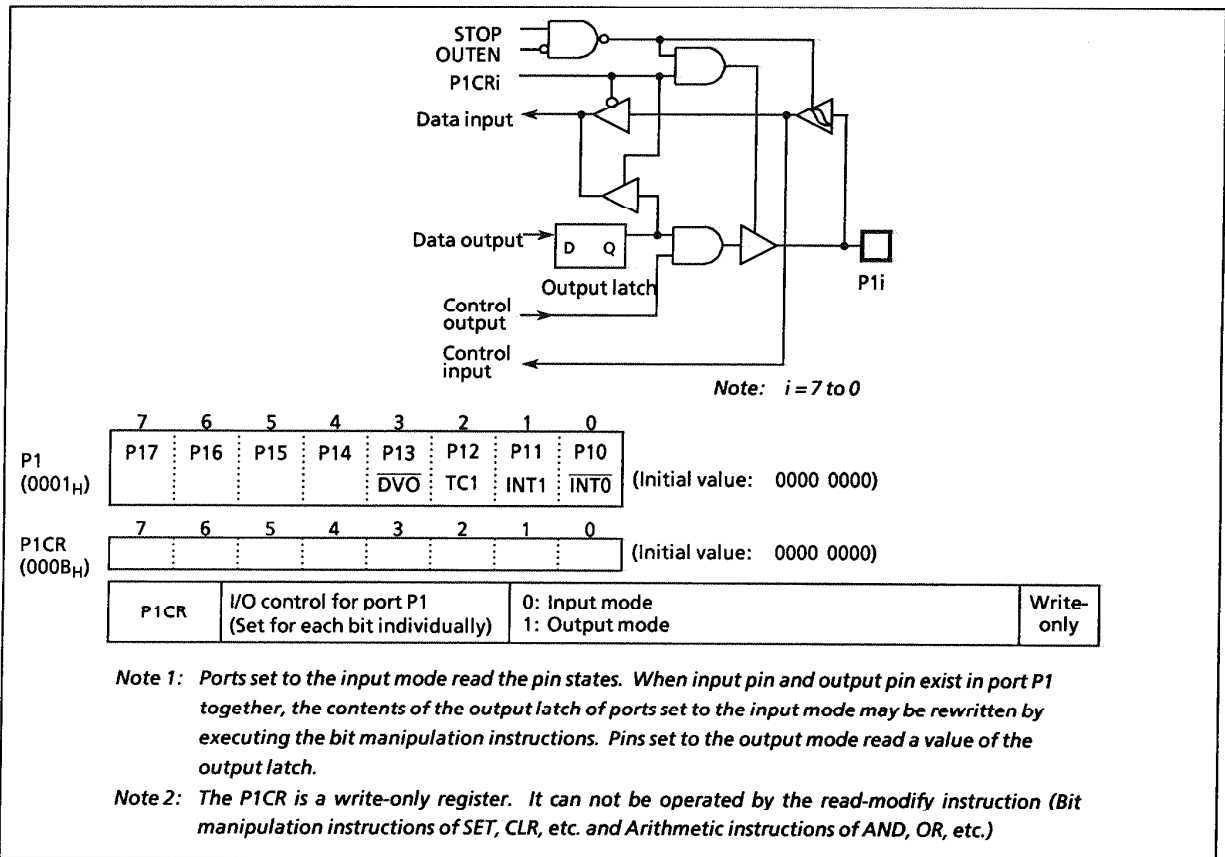 STOP
OUTEN
P1CRi
Data input
Data output
D Q
Output latch
P1i
Control
output
Control
input
Note: i = 7 to 0
7 6 5 4 3 2 1 0
P1
(0001H)
P17 P16 P15 P14 P13 P12 P11 P10
DVO TC1 INT1 INT0
(Initial value: 0000 0000)
7 6 5 4 3 2 1 0
P1CR
(000BH)
(Initial value: 0000 0000)
P1CR
I/O control for port P1
(Set for each bit individually)
0: Input mode
1: Output mode
Write-
only
Note 1: Ports set to the input mode read the pin states. When input pin and output pin exist in port P1
together, the contents of the output latch of ports set to the input mode may be rewritten by
executing the bit manipulation instructions. Pins set to the output mode read a value of the
output latch.
Note 2: The P1CR is a write-only register. It can not be operated by the read-modify instruction (Bit
manipulation instructions of SET, CLR, etc. and Arithmetic instructions of AND, OR, etc.)